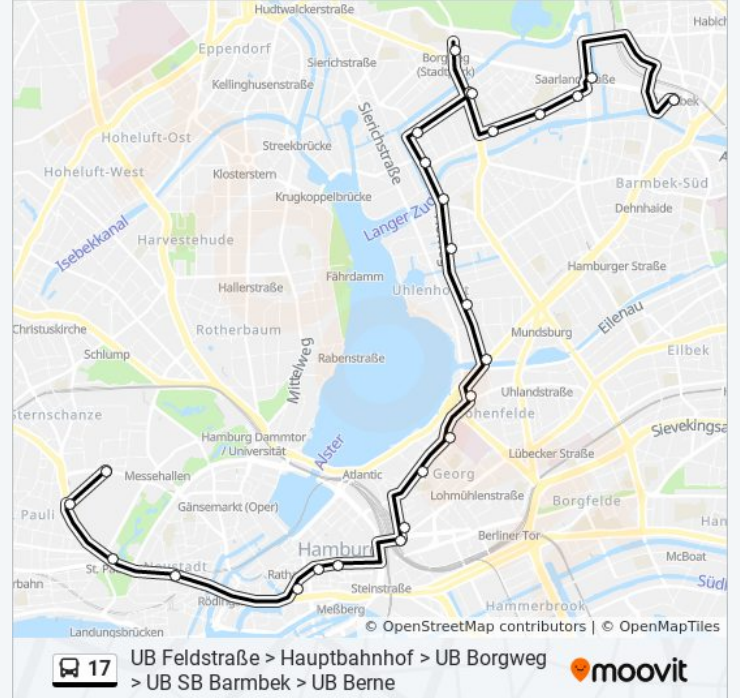 Hudtwalckerstraße
Habich
Eppendorf
Sierichstraße
Borgweg
(Stadtpark)
Saarlandstraße
Kellinghusenstraße
Sierichstraße
bek
Hoheluft-Ost
Streekbrücke
Hoheluft-West
Klosterstern
Krugkoppelbrücke
Barmbek-Süd
Dehnhaide
Langer Zug
Isebekkanal
Harvestehude
Fährdamm
Hamburger Straße
Hallerstraße
Uhlenhorst
Christuskirche
Rotherbaum
Mundsburg
Eilenau
Schlump
Mittelweg
Rabenstraße
Eilbek
Uhlandstraße
Sternschanze
Hohenfelde
Sievekingsa
Hamburg Dammtor
/ Universität
Alster
Lübecker Straße
Messehallen
Atlantic
Georg
Lohmühlenstraße
Borgfelde
Pauli
Gänsemarkt (Oper)
Han
Berliner Tor
Hamburg
McBoat
St. Pa
Neustadt
Rath
Steinstraße
Süd
rbahn
Röding
Meßberg
Hammerbrook
Landungsbrücken
© OpenStreetMap contributors | © OpenMapTiles
17
UB Feldstraße > Hauptbahnhof > UB Borgweg
> UB SB Barmbek > UB Berne
moovit